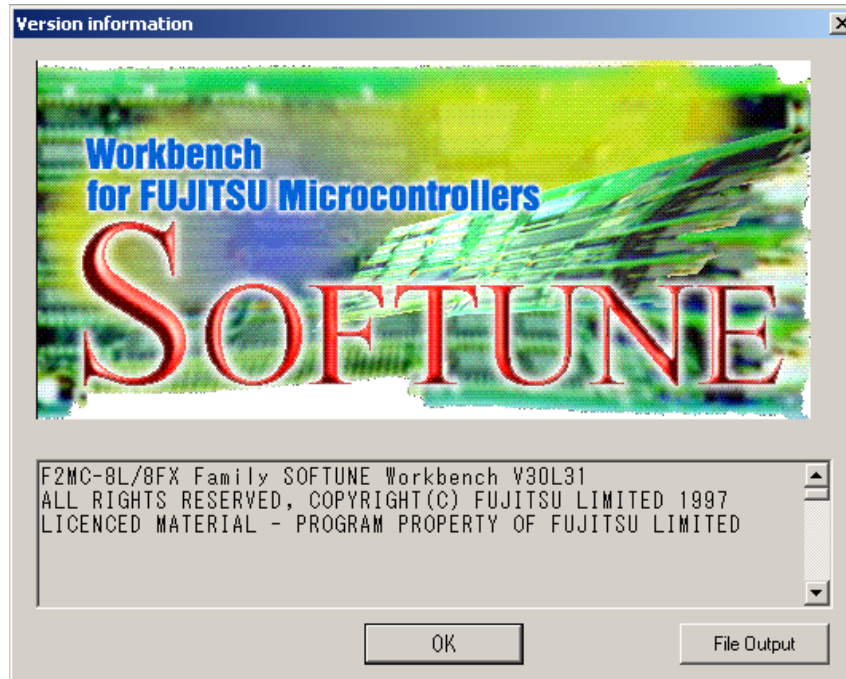 Version information
Workbench
for FUJITSU Microcontrollers
SOFTUNE
F2MC-8L/8FX Family SOFTUNE Workbench V30L31
ALL RIGHTS RESERVED, COPYRIGHT(C) FUJITSU LIMITED 1997
LICENCED MATERIAL - PROGRAM PROPERTY OF FUJITSU LIMITED
OK
File Output